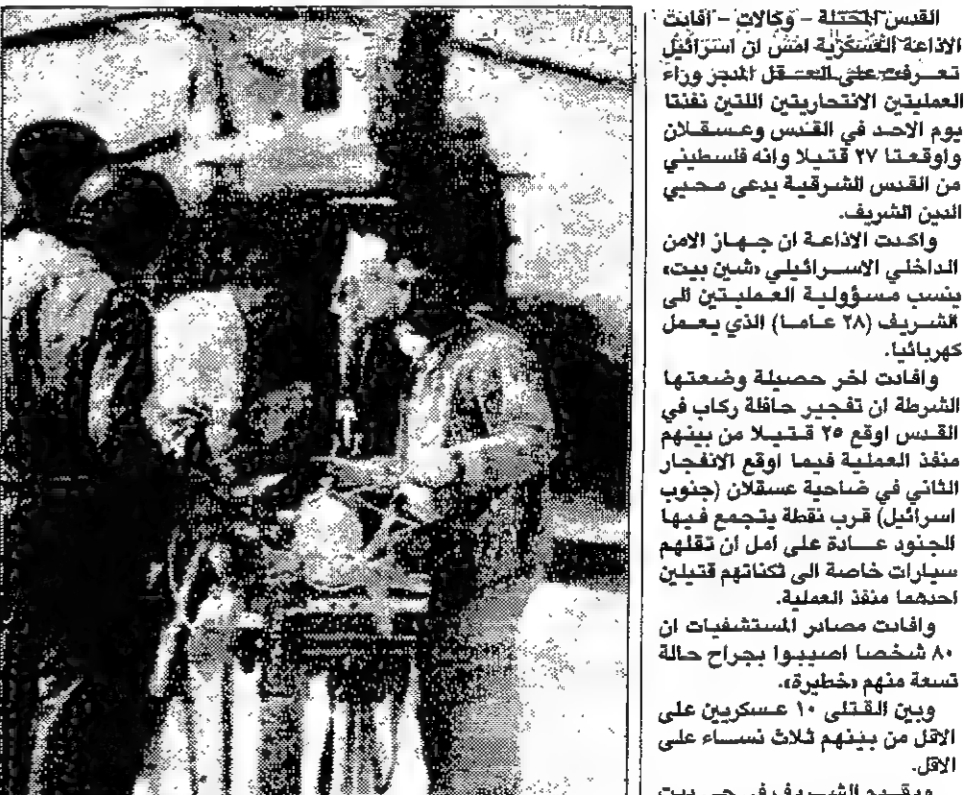 القدس المحتلة - وكالات - افادت
الاذاعة العسكرية امس ان اسرائيل
تعرفت على العقل المدبر وراء
العمليتين الانتحاريتين اللتين نفذتا
يوم الاحد في القدس وعسقلان
واوقعتا ٢٧ قتيلا وانه فلسطيني
من القدس الشرقية يدعى محيي
الدين الشريف.
واكدت الاذاعة ان جهاز الامن
الداخلي الاسرائيلي «شين بيت»
ينسب مسؤولية العمليتين الى
الشريف (٢٨ عاما) الذي يعمل
كهربائيا.
وافادت اخر حصيلة وضعتها
الشرطة ان تفجير حافلة ركاب في
القدس اوقع ٢٥ قتيلا من بينهم
منفذ العملية فيما اوقع الانفجار
الثاني في ضاحية عسقلان (جنوب
اسرائيل) قرب نقطة يتجمع فيها
الجنود عادة على امل ان تقلهم
سيارات خاصة الى ثكناتهم قتيلين
احدهما منفذ العملية.
وافادت مصادر المستشفيات ان
٨٠ شخصا اصيبوا بجراح حالة
تسعة منهم «خطيرة».
وبين القتلى ١٠ عسكريين على
الاقل من بينهم ثلاث نساء على
الاقل.
ويقيم الشريف في حي بيت